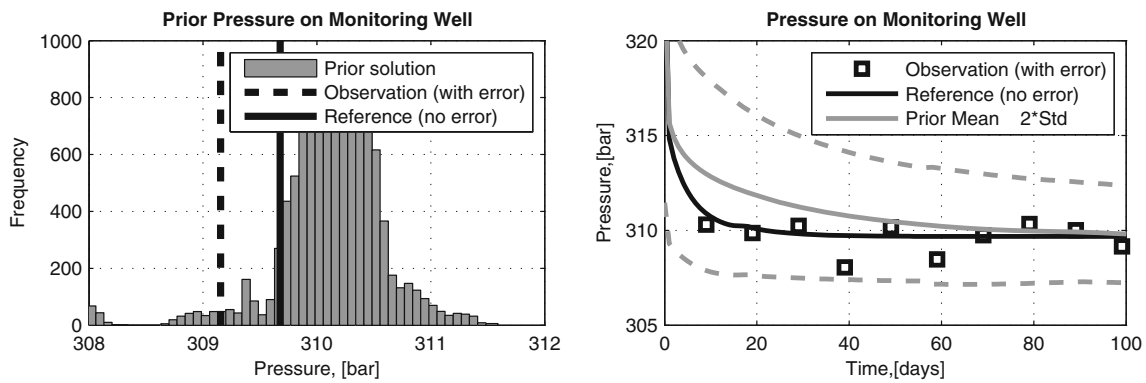 Prior Pressure on Monitoring Well
1000
800
600
400
200
0
Frequency
Prior solution
Observation (with error)
Reference (no error)
308
309
310
311
312
Pressure, [bar]
Pressure on Monitoring Well
320
315
310
305
Pressure,[bar]
Observation (with error)
Reference (no error)
Prior Mean 2*Std
0
20
40
60
80
100
Time,[days]